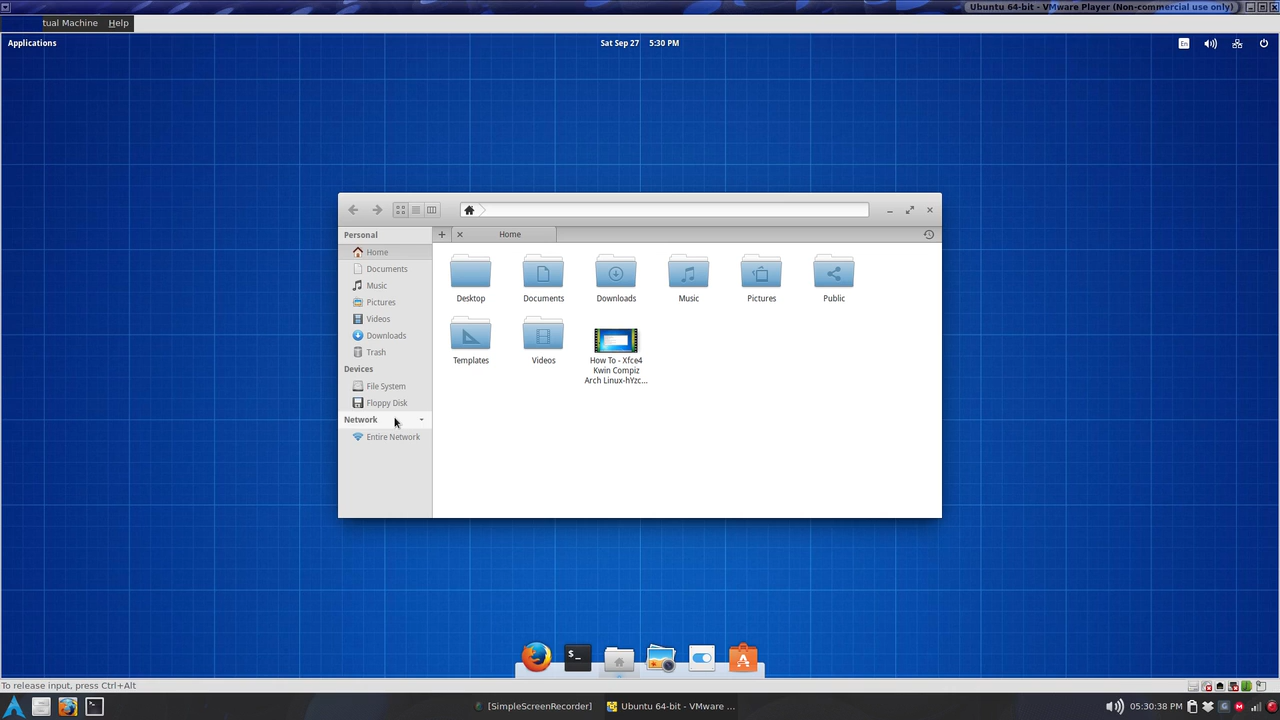 Ubuntu 64-bit - VMware Player (Non-commercial use only)
tual Machine Help
Applications
Sat Sep 27 5:30 PM
En
Personal
Home
Documents
Music
Pictures
Videos
Downloads
Trash
Devices
File System
Floppy Disk
Network
Entire Network
Home
Desktop
Documents
Downloads
Music
Pictures
Public
Templates
Videos
How To - Xfce4
Kwin Compiz
Arch Linux-hYzc...
$_
A
To release input, press Ctrl+Alt
[SimpleScreenRecorder]
Ubuntu 64-bit - VMware ...
05:30:38 PM